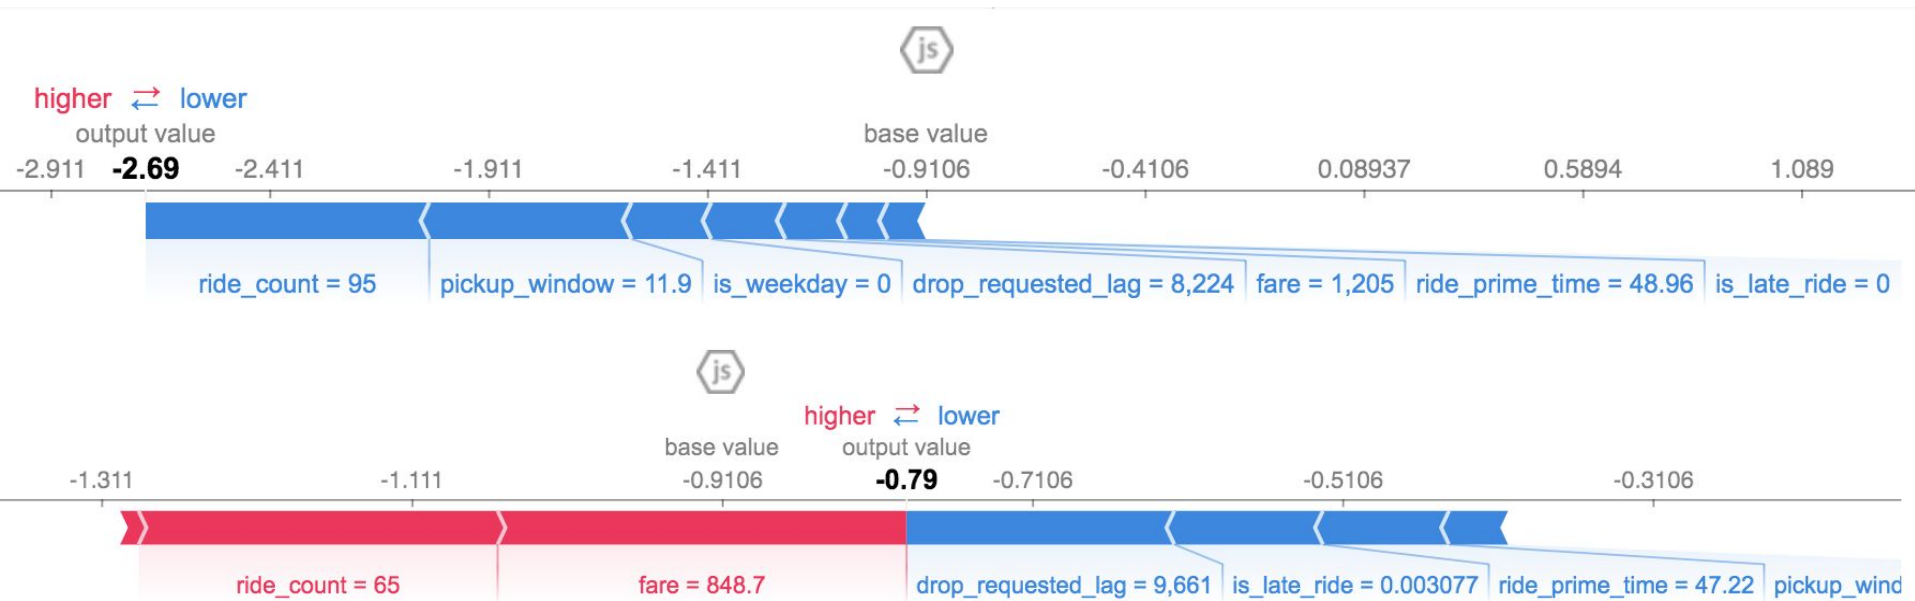 js
higher ⇄ lower
output value base value
-2.911 -2.69 -2.411 -1.911 -1.411 -0.9106 -0.4106 0.08937 0.5894 1.089
ride_count = 95 pickup_window = 11.9 is_weekday = 0 drop_requested_lag = 8,224 fare = 1,205 ride_prime_time = 48.96 is_late_ride = 0
js
higher ⇄ lower
base value output value
-1.311 -1.111 -0.9106 -0.79 -0.7106 -0.5106 -0.3106
ride_count = 65 fare = 848.7 drop_requested_lag = 9,661 is_late_ride = 0.003077 ride_prime_time = 47.22 pickup_wind